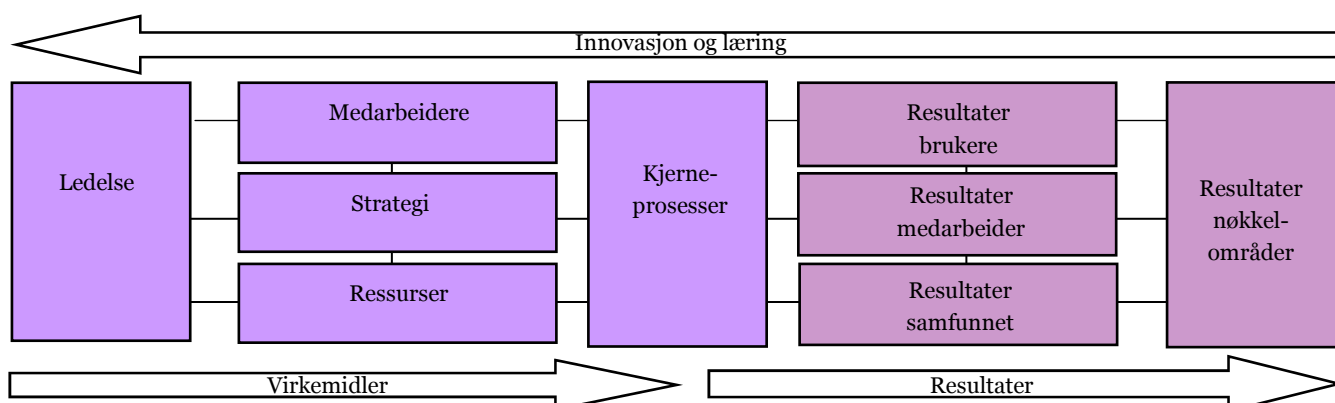 Innovasjon og læring
Ledelse
Medarbeidere
Strategi
Ressurser
Kjerne-
prosesser
Resultater
brukere
Resultater
medarbeider
Resultater
samfunnet
Resultater
nøkkel-
områder
Virkemidler
Resultater